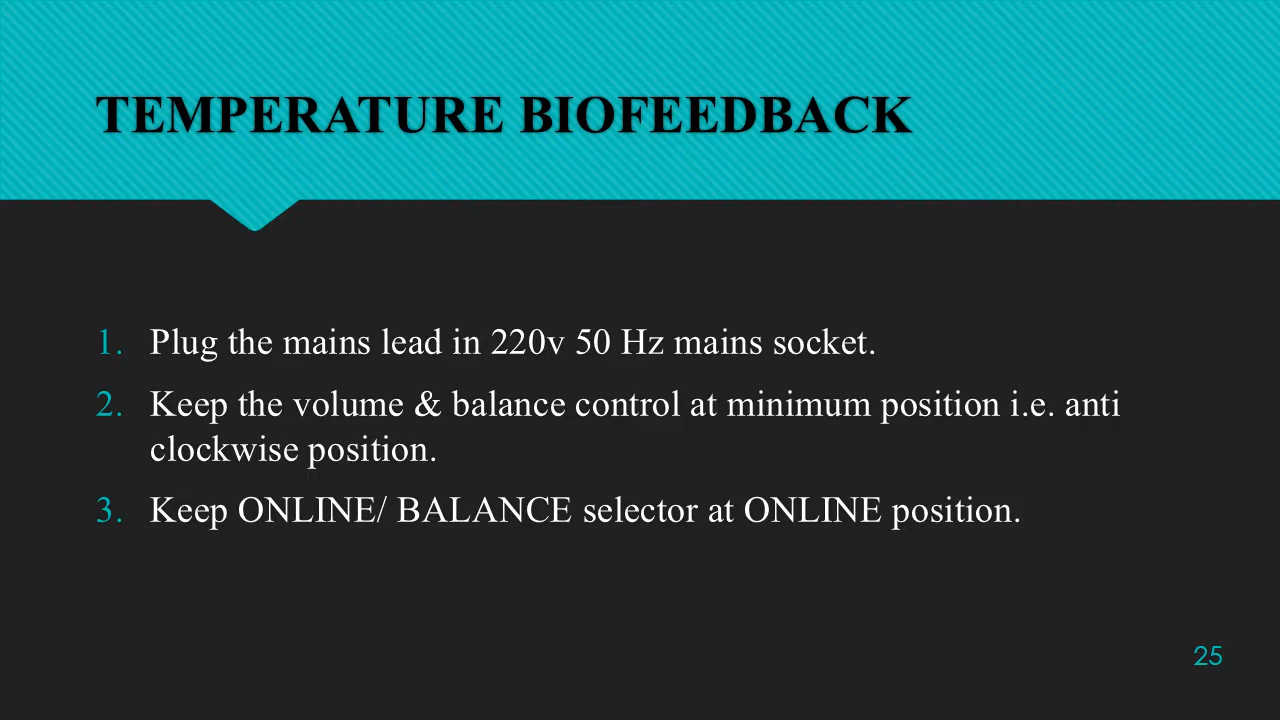 TEMPERATURE BIOFEEDBACK
1. Plug the mains lead in 220v 50 Hz mains socket.
2. Keep the volume & balance control at minimum position i.e. anti
clockwise position.
3. Keep ONLINE/ BALANCE selector at ONLINE position.
25